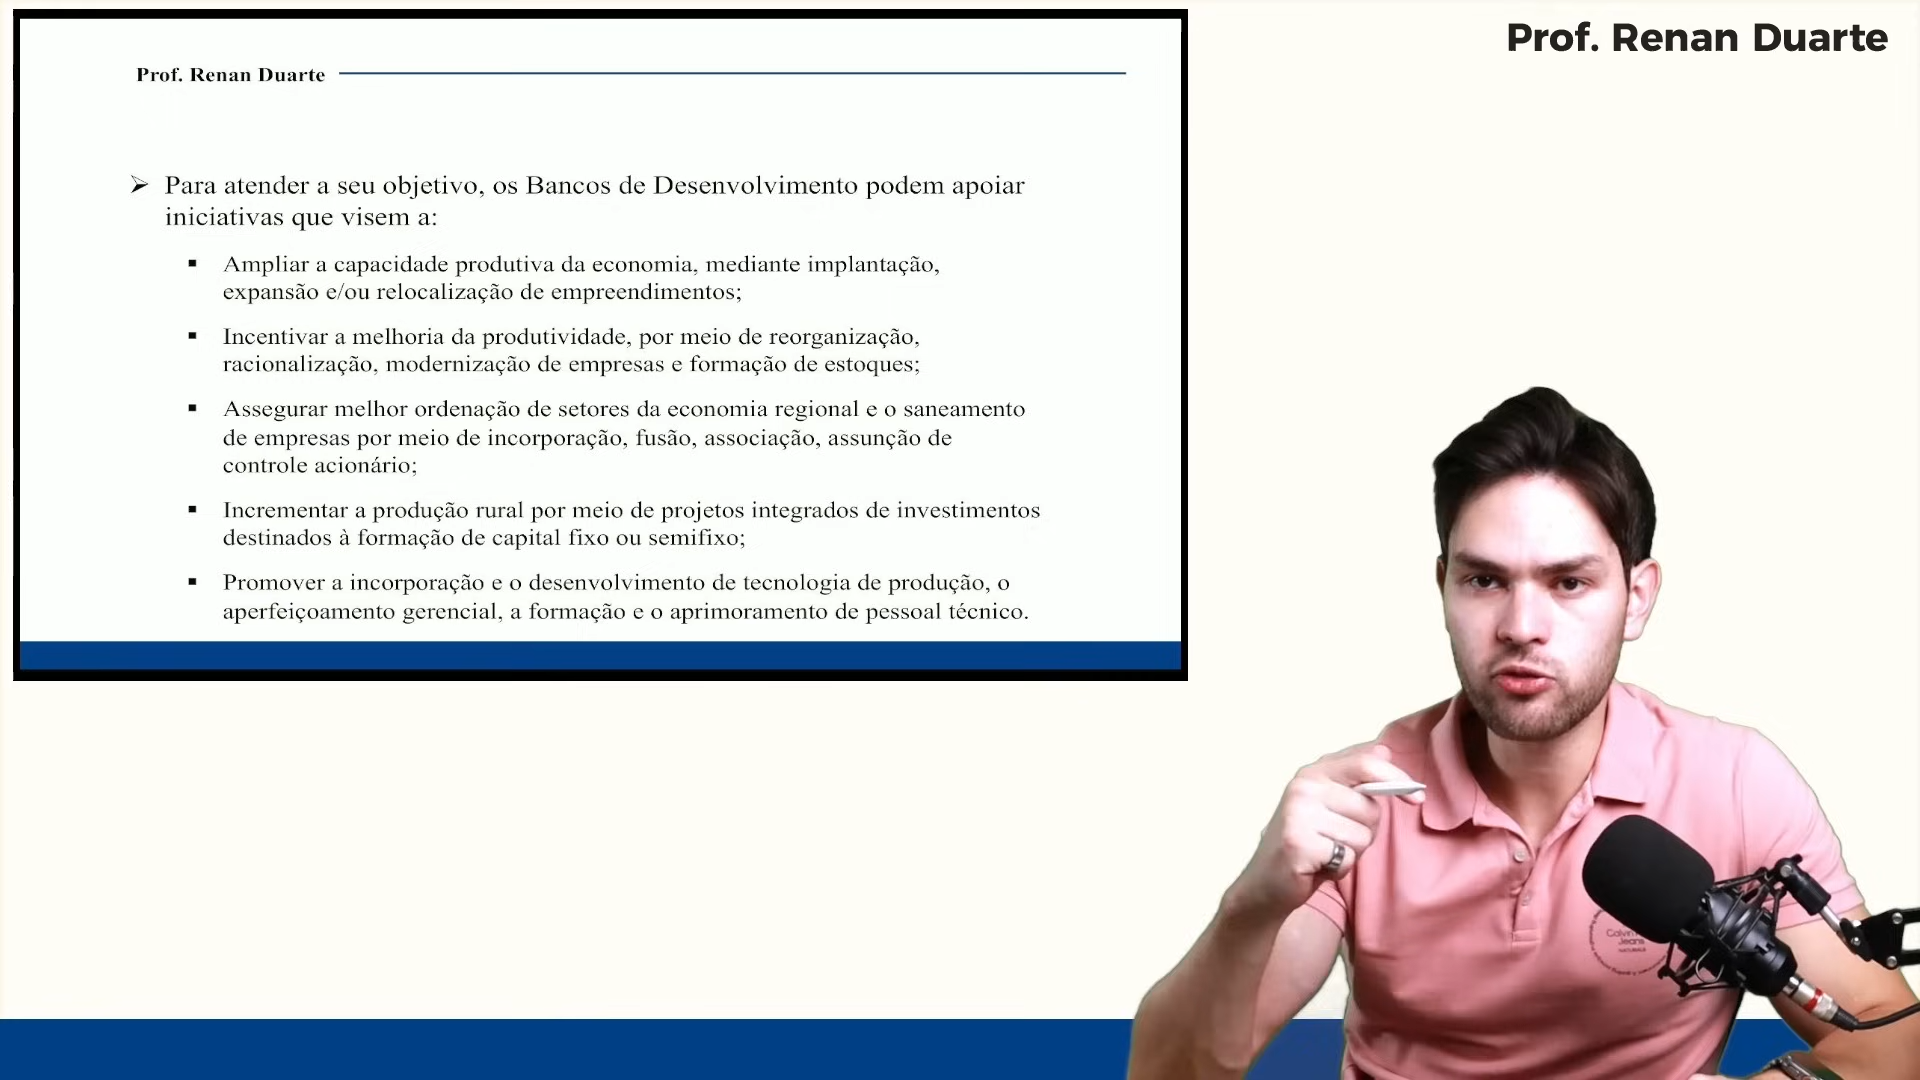 Prof. Renan Duarte
Prof. Renan Duarte
➢ Para atender a seu objetivo, os Bancos de Desenvolvimento podem apoiar
iniciativas que visem a:
▪ Ampliar a capacidade produtiva da economia, mediante implantação,
expansão e/ou relocalização de empreendimentos;
▪ Incentivar a melhoria da produtividade, por meio de reorganização,
racionalização, modernização de empresas e formação de estoques;
▪ Assegurar melhor ordenação de setores da economia regional e o saneamento
de empresas por meio de incorporação, fusão, associação, assunção de
controle acionário;
▪ Incrementar a produção rural por meio de projetos integrados de investimentos
destinados à formação de capital fixo ou semifixo;
▪ Promover a incorporação e o desenvolvimento de tecnologia de produção, o
aperfeiçoamento gerencial, a formação e o aprimoramento de pessoal técnico.
Calvin
Jeans